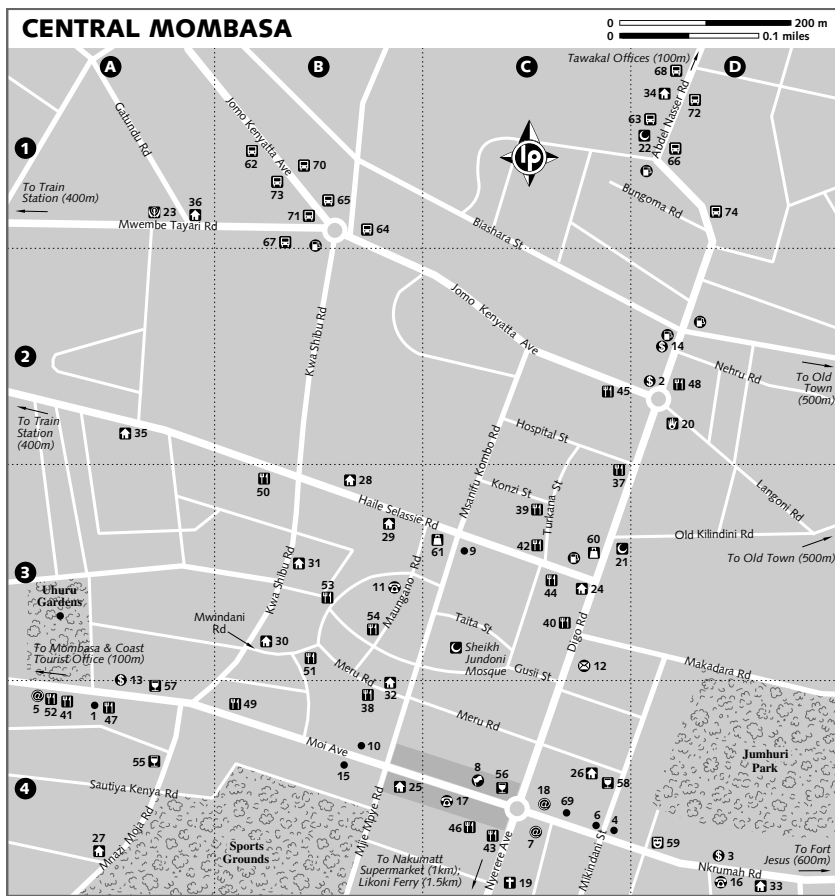 CENTRAL MOMBASA
0 200 m
0 0.1 miles
A B C D
1
2
3
4
Tawakal Offices (100m)
68
34
72
63
22
66
Abdel Nasser Rd
Bungoma Rd
74
Gatundu Rd
Jomo Kenyatta Ave
62
70
73
65
71
64
67
lp
To Train
Station (400m)
23
36
Mwembe Tayari Rd
Biashara St
Kwa Shibu Rd
Jomo Kenyatta Ave
14
2
48
45
20
Nehru Rd
To Old
Town
(500m)
To Train
Station
(400m)
35
Hospital St
37
Msanifu Kombo Rd
Konzi St
39
Turkana St
42
60
Langoni Rd
Old Kilindini Rd
21
To Old Town (500m)
50
28
Haile Selassie Rd
29
61
9
44
24
31
Kwa Shibu Rd
53
11
Maungano Rd
54
Uhuru
Gardens
Mwindani
Rd
30
51
Taita St
40
Digo Rd
Sheikh
Jundoni
Mosque
Gusii St
12
Makadara Rd
To Mombasa & Coast
Tourist Office (100m)
13
57
Meru Rd
32
38
Meru Rd
5
52
41
1
47
49
Moi Ave
10
15
8
56
26
58
Jumhuri
Park
55
Sautiya Kenya Rd
25
17
18
69
6
4
46
43
7
59
3
Mnazi Moja Rd
27
Sports
Grounds
Mije Mpye Rd
To Nakumatt
Supermarket (1km);
Likoni Ferry (1.5km)
Nyerere Ave
19
Mikindani St
Nkrumah Rd
16
33
To Fort
Jesus (600m)